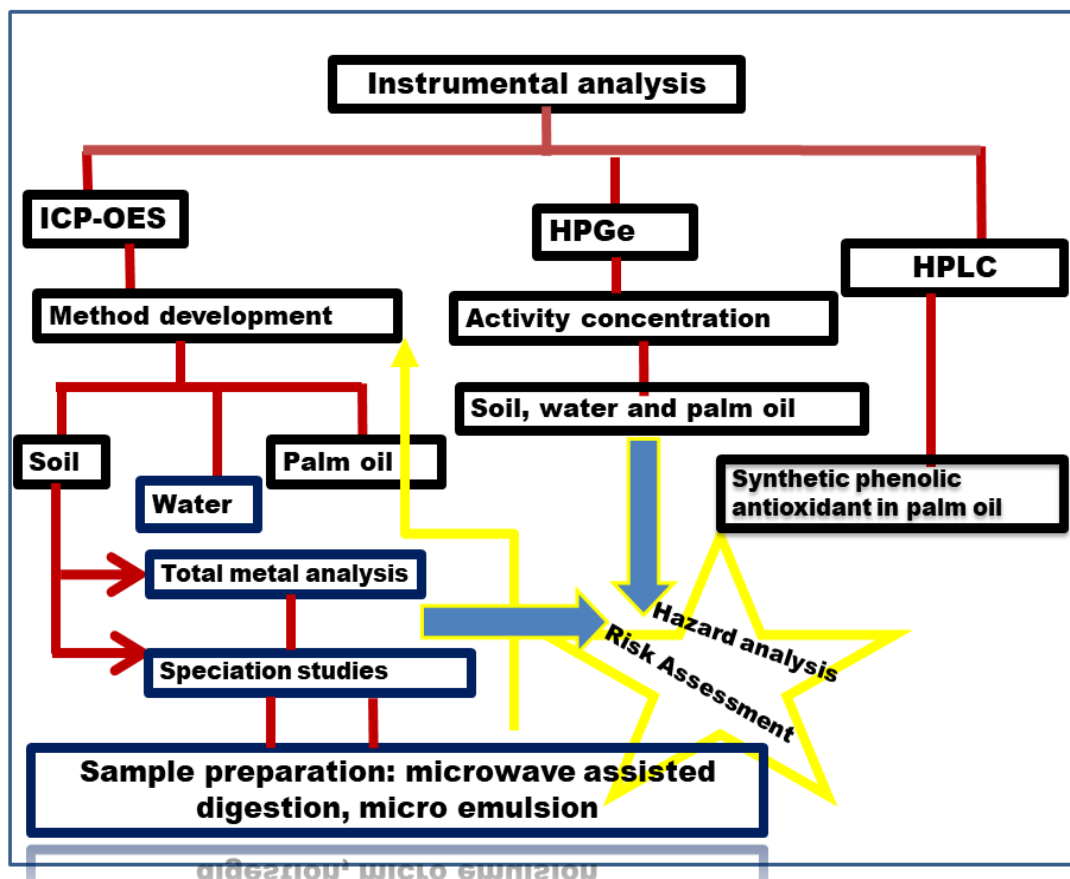 Instrumental analysis
ICP-OES
HPGe
HPLC
Method development
Activity concentration
Soil, water and palm oil
Soil
Palm oil
Water
Synthetic phenolic
antioxidant in palm oil
Total metal analysis
Speciation studies
Hazard analysis
Risk Assessment
Sample preparation: microwave assisted
digestion, micro emulsion